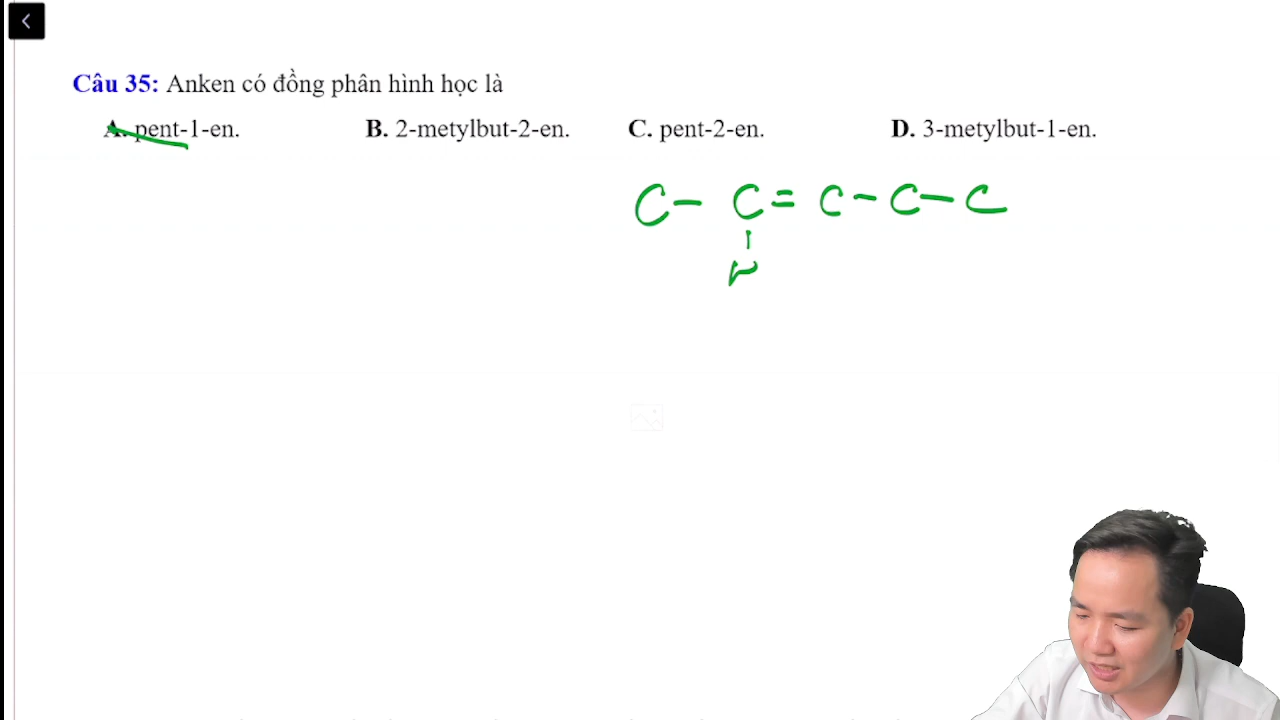 Câu 35: Anken có đồng phân hình học là
A. pent-1-en. B. 2-metylbut-2-en. C. pent-2-en. D. 3-metylbut-1-en.
C - C = C - C - C
H